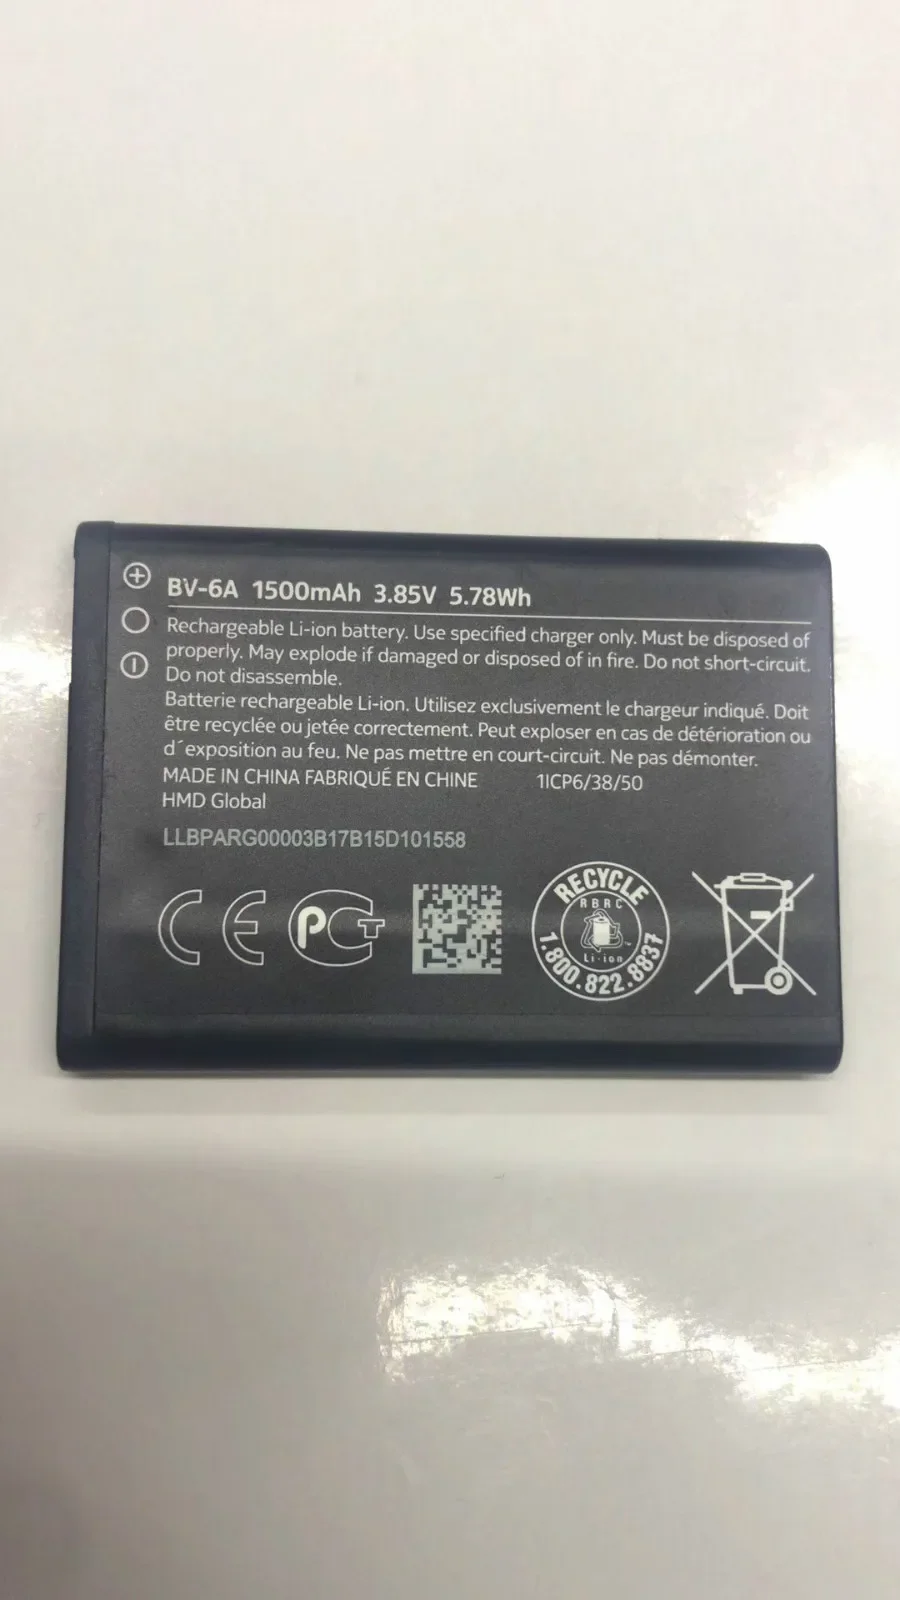 BV-6A 1500mAh 3.85V 5.78Wh
Rechargeable Li-ion battery. Use specified charger only. Must be disposed of
properly. May explode if damaged or disposed of in fire. Do not short-circuit.
Do not disassemble.
Batterie rechargeable Li-ion. Utilisez exclusivement le chargeur indiqué. Doit
être recyclée ou jetée correctement. Peut exploser en cas de détérioration ou
d´exposition au feu. Ne pas mettre en court-circuit. Ne pas démonter.
MADE IN CHINA FABRIQUÉ EN CHINE 1ICP6/38/50
HMD Global
LLBPARG00003B17B15D101558
CE PCT
RECYCLE
RBRC
Li-ion
1.800.822.8837